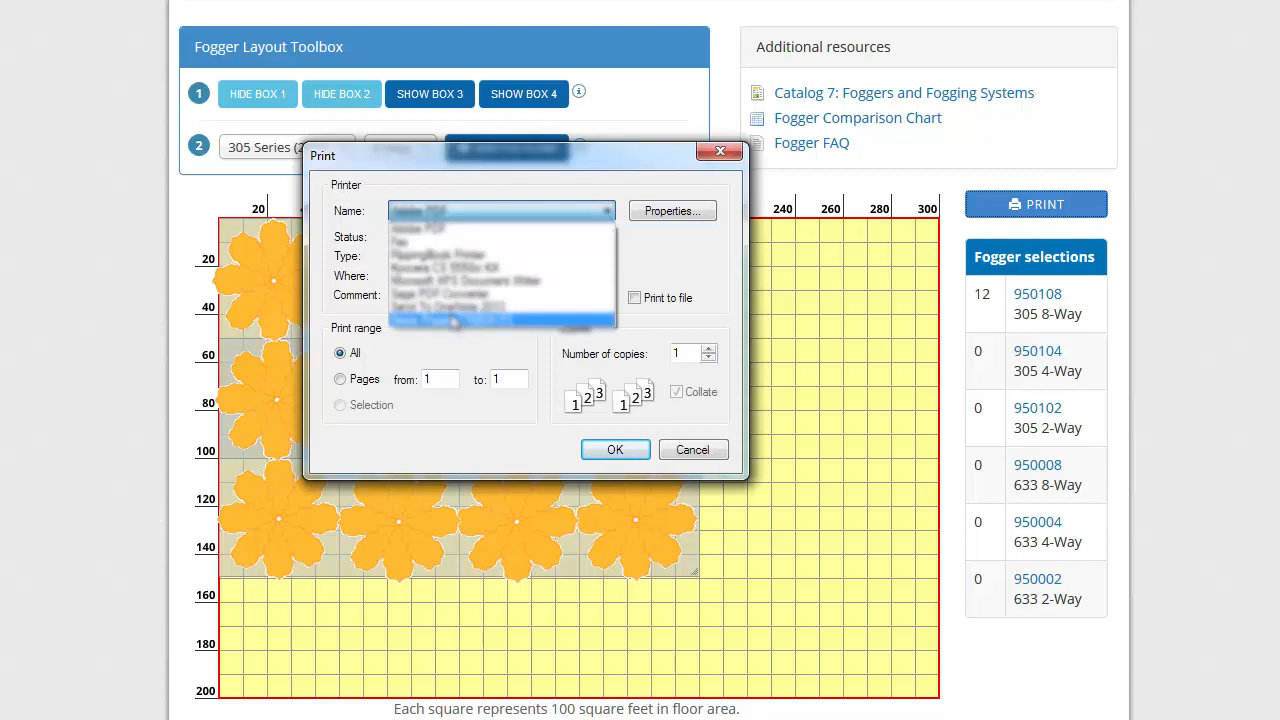 Fogger Layout Toolbox
Additional resources
1
HIDE BOX 1
HIDE BOX 2
SHOW BOX 3
SHOW BOX 4
Catalog 7: Foggers and Fogging Systems
Fogger Comparison Chart
Fogger FAQ
2
305 Series
Print
Printer
Name:
Properties...
Status:
Type:
Where:
Comment:
Print to file
Print range
All
Pages
from: 1
to: 1
Selection
Number of copies: 1
1 2 3
1 2 3
Collate
OK
Cancel
20
240
260
280
300
20
40
60
80
100
120
140
160
180
200
PRINT
Fogger selections
12 950108
305 8-Way
0 950104
305 4-Way
0 950102
305 2-Way
0 950008
633 8-Way
0 950004
633 4-Way
0 950002
633 2-Way
Each square represents 100 square feet in floor area.